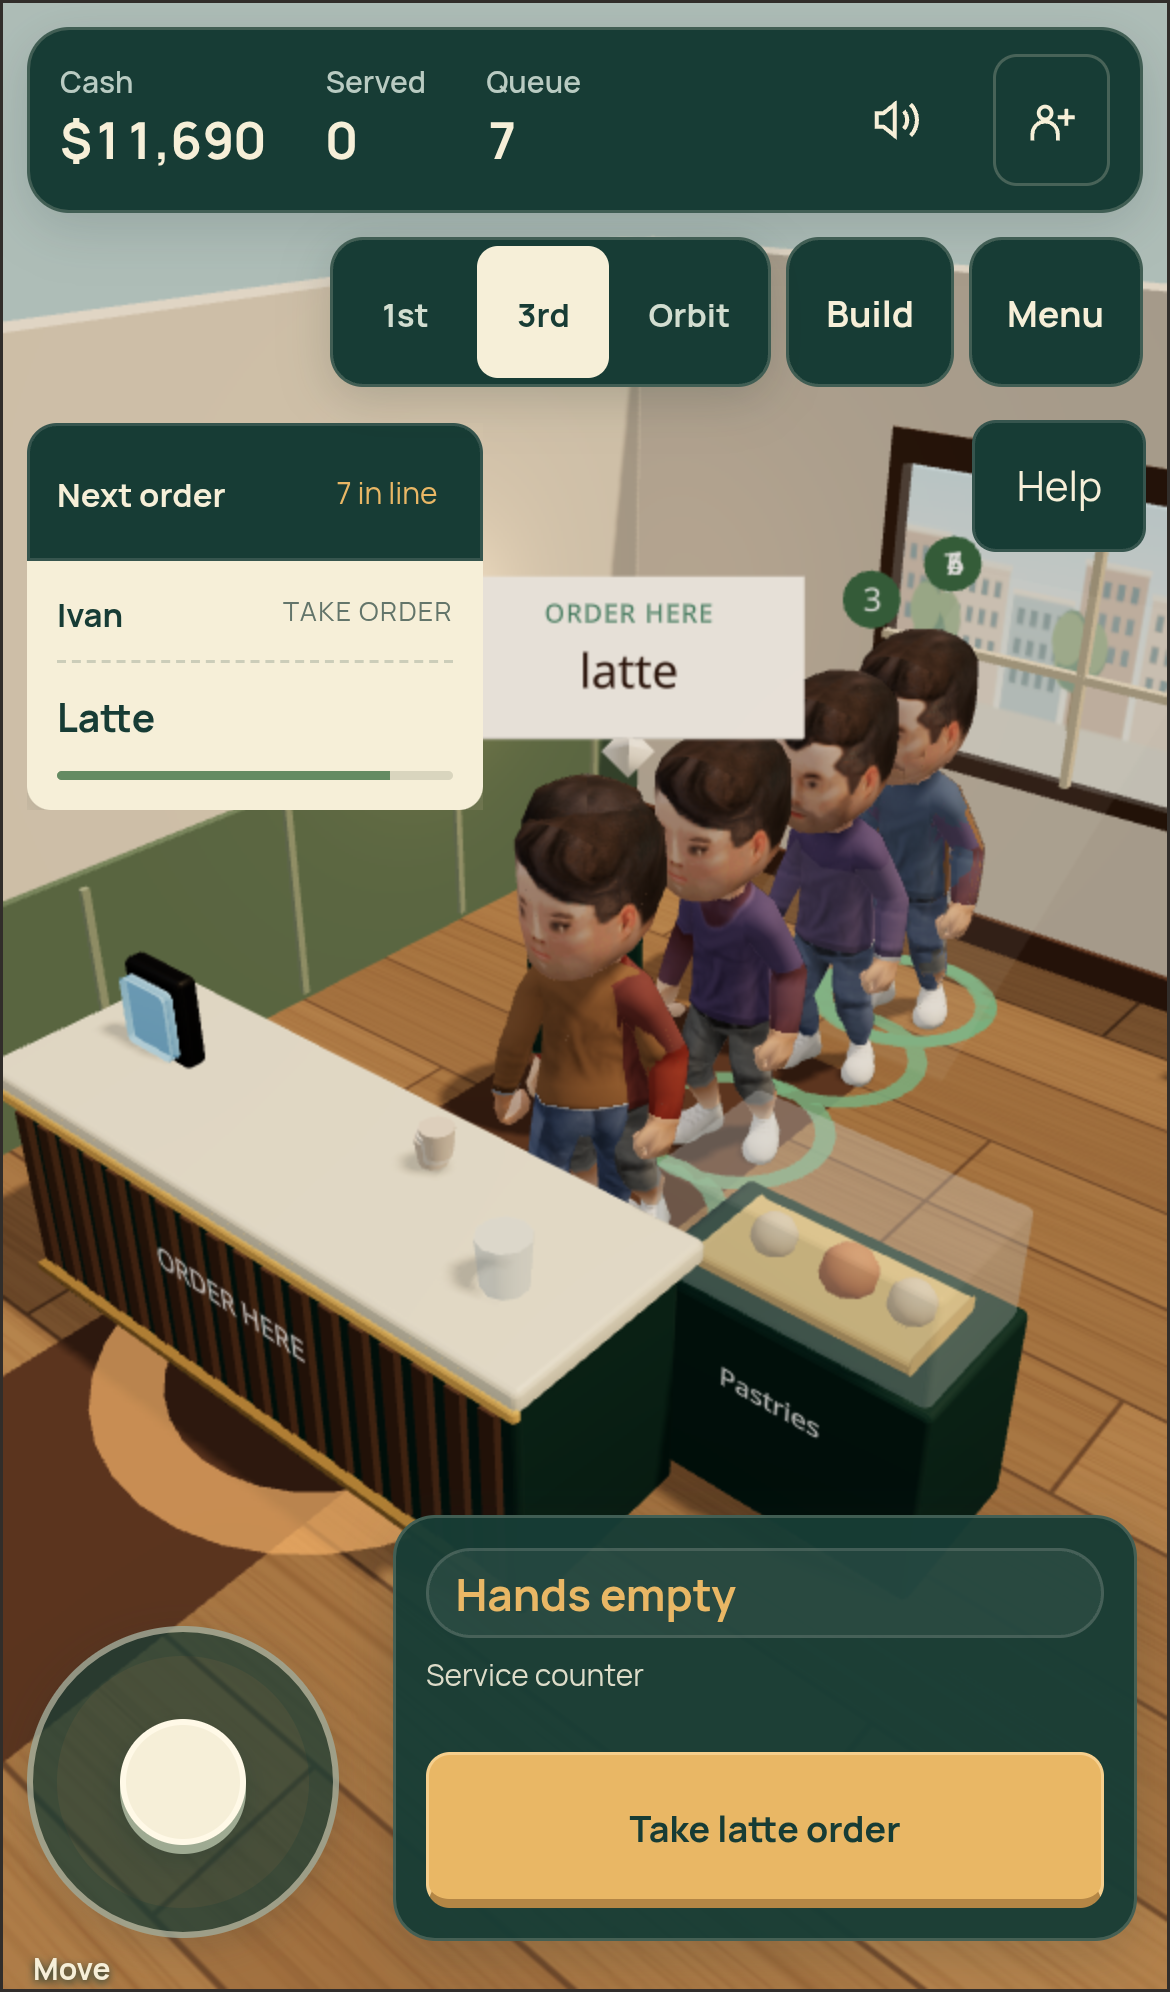 Cash
$11,690
Served
0
Queue
7
1st
3rd
Orbit
Build
Menu
Help
Next order
7 in line
Ivan
TAKE ORDER
Latte
ORDER HERE
latte
3
ORDER HERE
Pastries
Hands empty
Service counter
Take latte order
Move